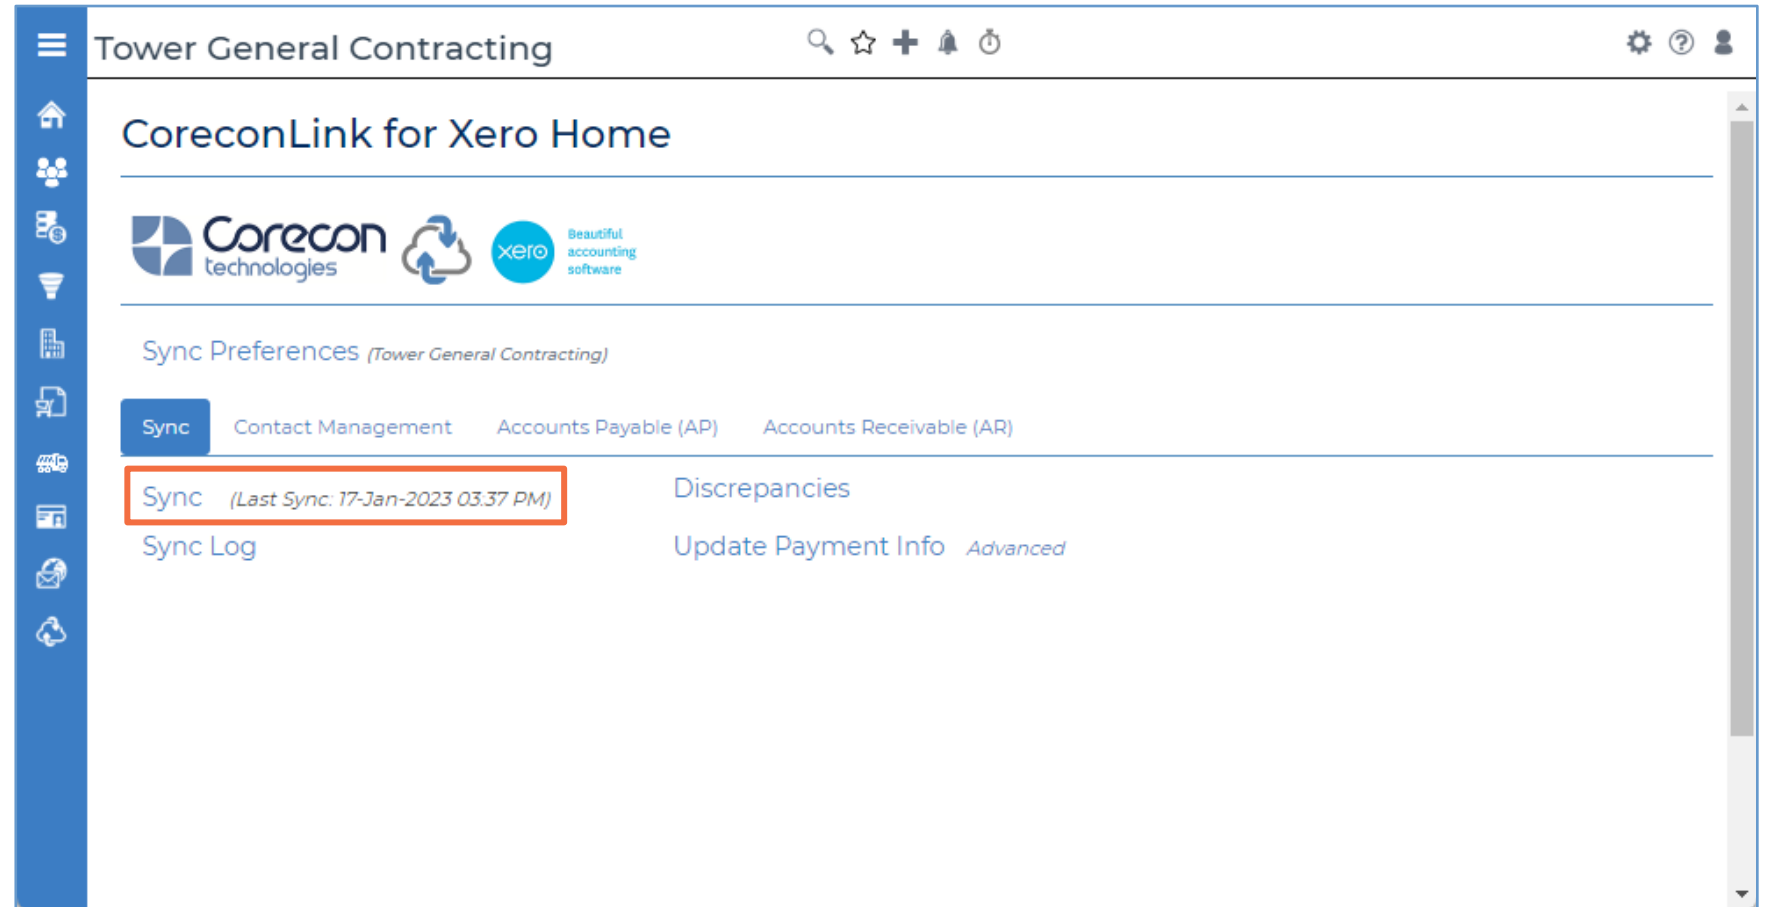 Tower General Contracting
CoreconLink for Xero Home
Corecon
technologies
xero
Beautiful
accounting
software
Sync Preferences (Tower General Contracting)
Sync Contact Management Accounts Payable (AP) Accounts Receivable (AR)
Sync (Last Sync: 17-Jan-2023 03:37 PM) Discrepancies
Sync Log Update Payment Info Advanced